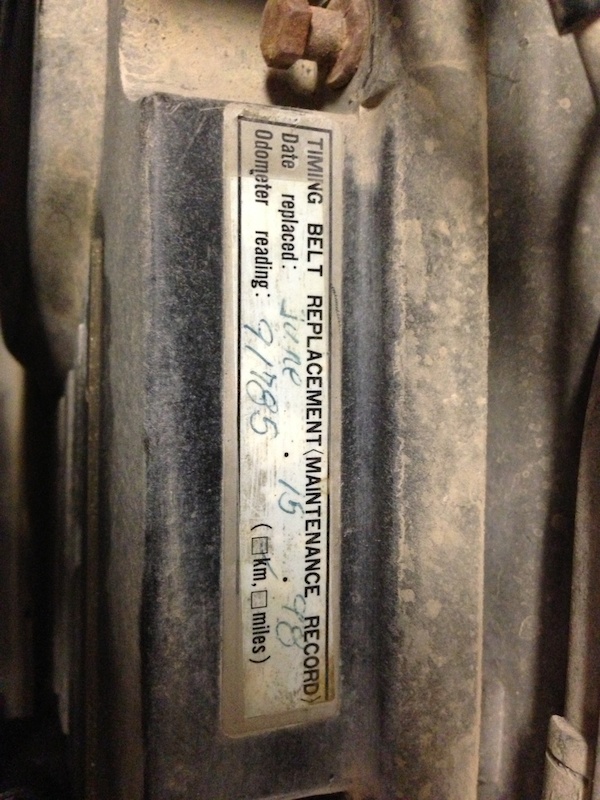 TIMING BELT REPLACEMENT (MAINTENANCE RECORD)
Date replaced: June . 15 . 98
Odometer reading: 91785 (□km, □miles)